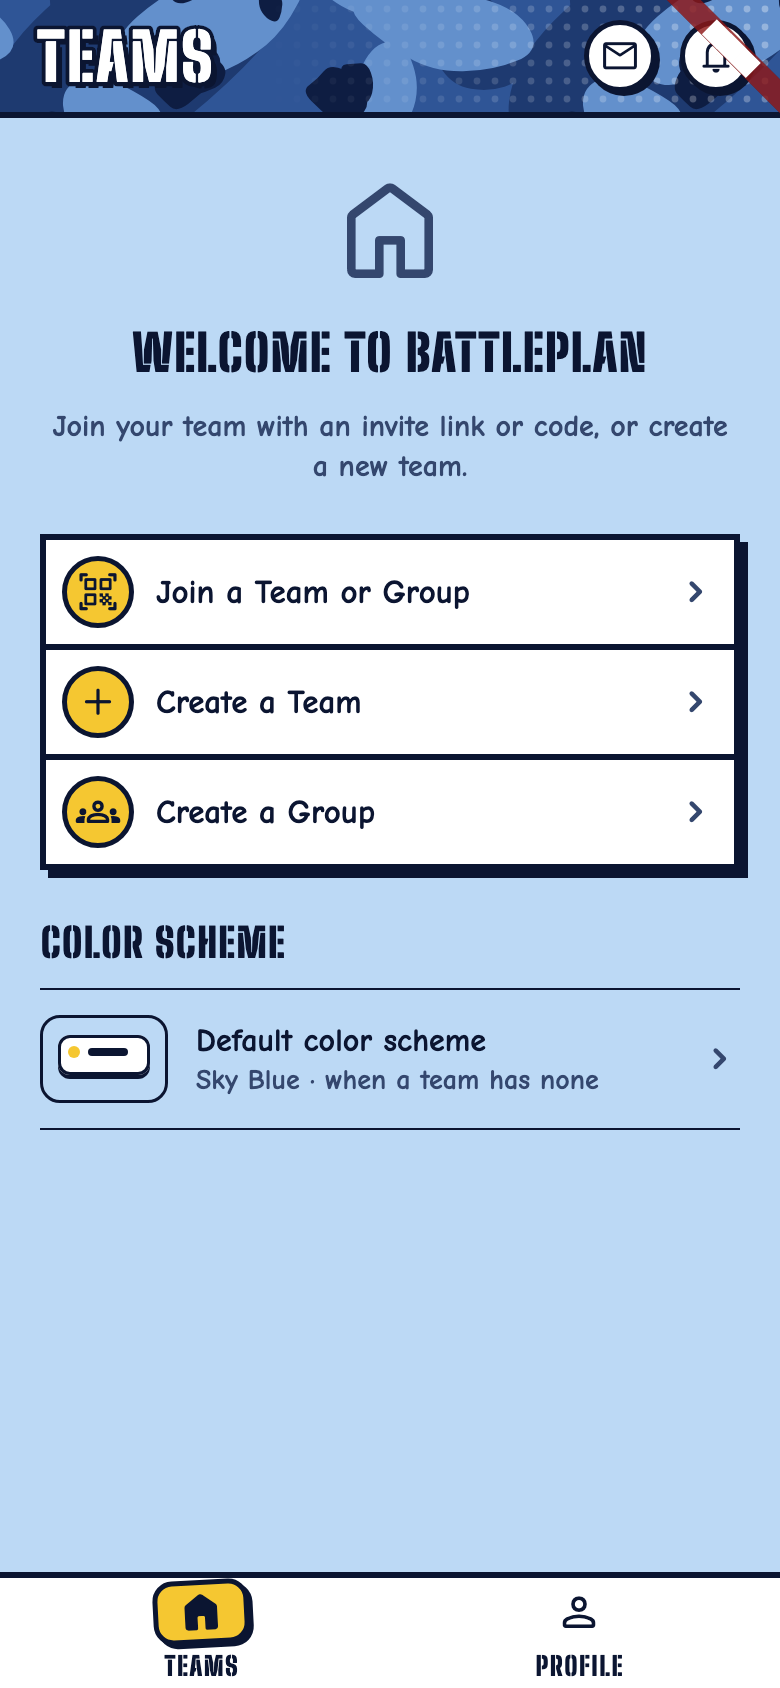 TEAMS
WELCOME TO BATTLEPLAN
Join your team with an invite link or code, or create
a new team.
Join a Team or Group
Create a Team
Create a Group
COLOR SCHEME
Default color scheme
Sky Blue · when a team has none
TEAMS
PROFILE